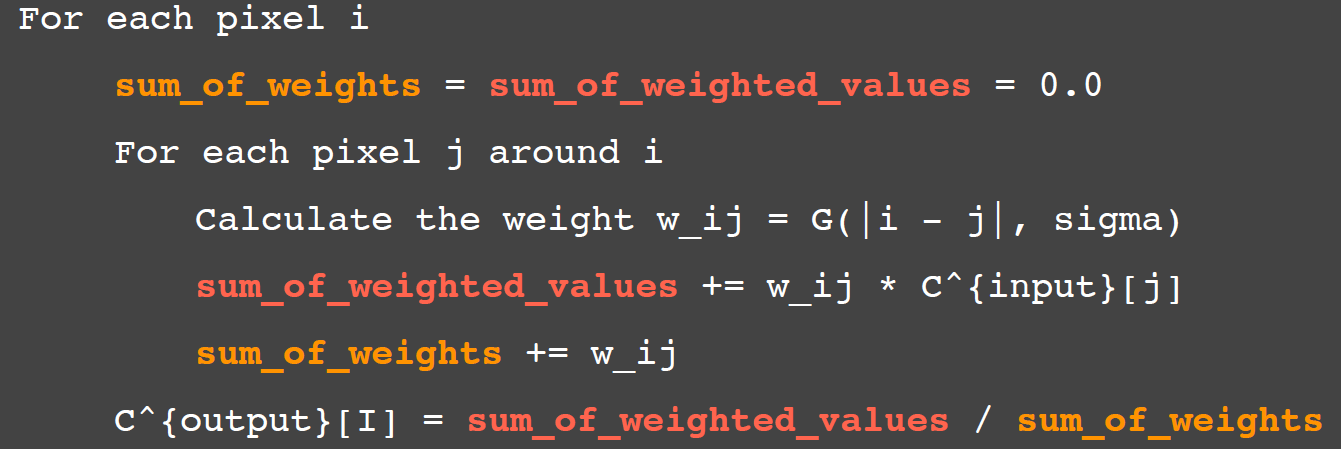 For each pixel i
sum_of_weights = sum_of_weighted_values = 0.0
For each pixel j around i
Calculate the weight w_ij = G(|i - j|, sigma)
sum_of_weighted_values += w_ij * C^{input}[j]
sum_of_weights += w_ij
C^{output}[I] = sum_of_weighted_values / sum_of_weights